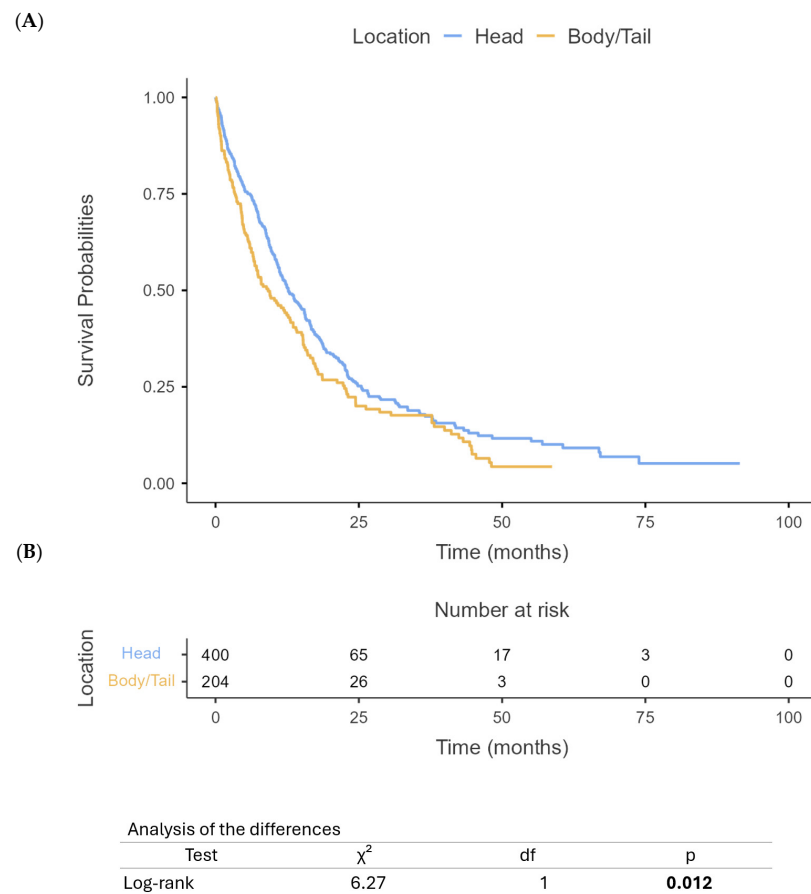 (A)
Location Head Body/Tail
Survival Probabilities
1.00
0.75
0.50
0.25
0.00
0 25 50 75 100
Time (months)
(B)
Number at risk
Location
Head 400 65 17 3 0
Body/Tail 204 26 3 0 0
0 25 50 75 100
Time (months)
Analysis of the differences
Test χ² df p
Log-rank 6.27 1 0.012